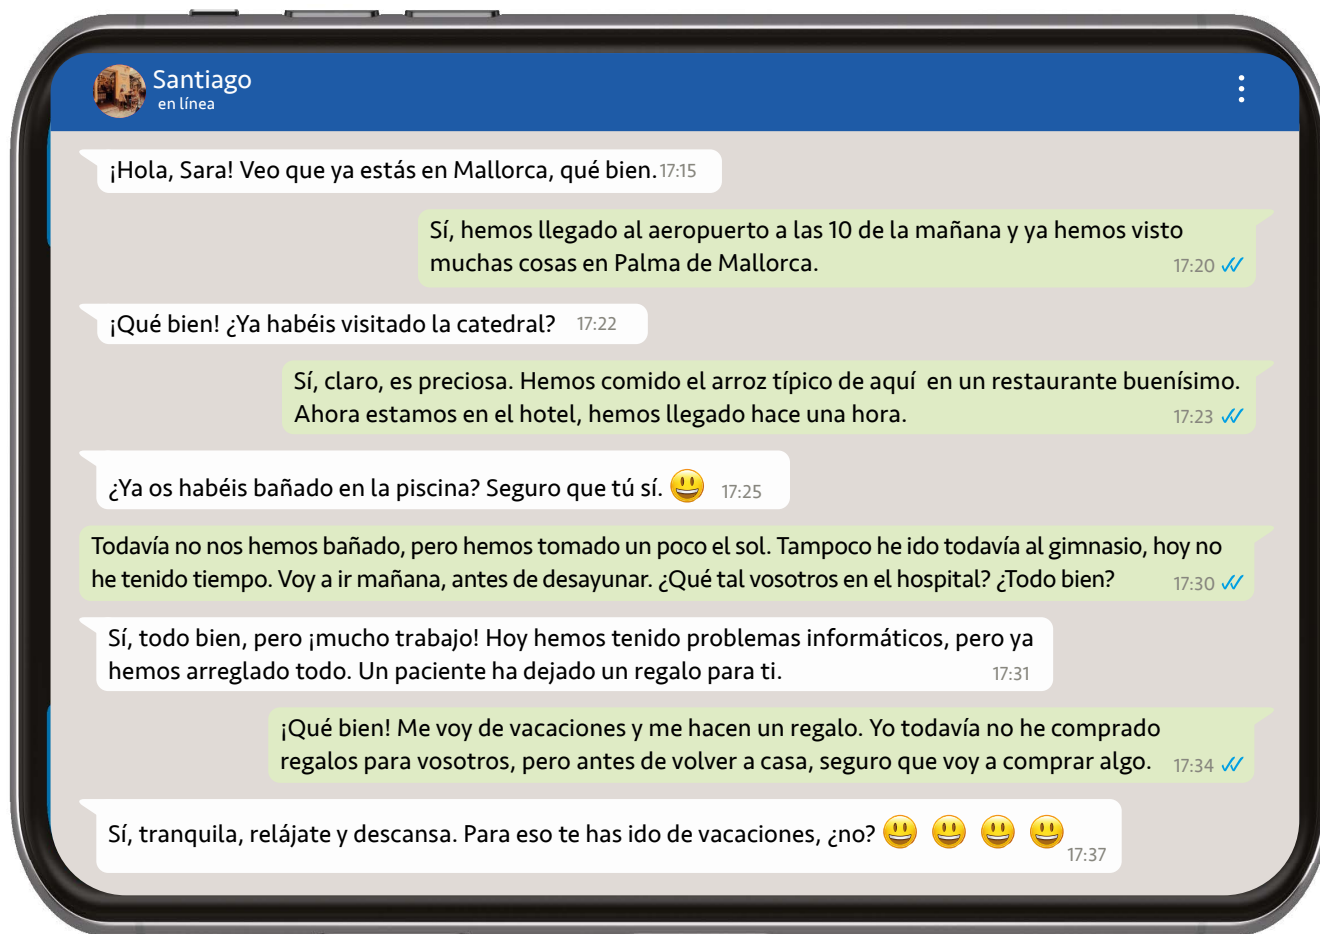 Santiago
en línea
¡Hola, Sara! Veo que ya estás en Mallorca, qué bien. 17:15
Sí, hemos llegado al aeropuerto a las 10 de la mañana y ya hemos visto
muchas cosas en Palma de Mallorca. 17:20
¡Qué bien! ¿Ya habéis visitado la catedral? 17:22
Sí, claro, es preciosa. Hemos comido el arroz típico de aquí en un restaurante buenísimo.
Ahora estamos en el hotel, hemos llegado hace una hora. 17:23
¿Ya os habéis bañado en la piscina? Seguro que tú sí. 😃 17:25
Todavía no nos hemos bañado, pero hemos tomado un poco el sol. Tampoco he ido todavía al gimnasio, hoy no
he tenido tiempo. Voy a ir mañana, antes de desayunar. ¿Qué tal vosotros en el hospital? ¿Todo bien? 17:30
Sí, todo bien, pero ¡mucho trabajo! Hoy hemos tenido problemas informáticos, pero ya
hemos arreglado todo. Un paciente ha dejado un regalo para ti. 17:31
¡Qué bien! Me voy de vacaciones y me hacen un regalo. Yo todavía no he comprado
regalos para vosotros, pero antes de volver a casa, seguro que voy a comprar algo. 17:34
Sí, tranquila, relájate y descansa. Para eso te has ido de vacaciones, ¿no? 😃 😃 😃 😃 17:37